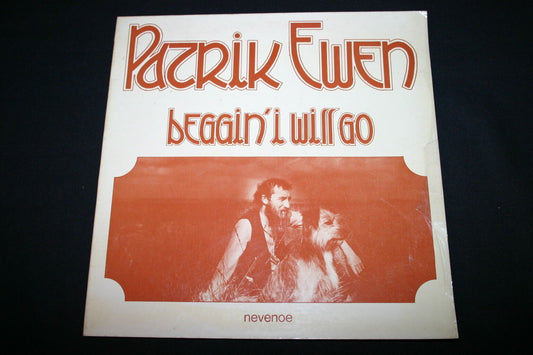 Patrik Ewen
beggin' i will go
nevenoe